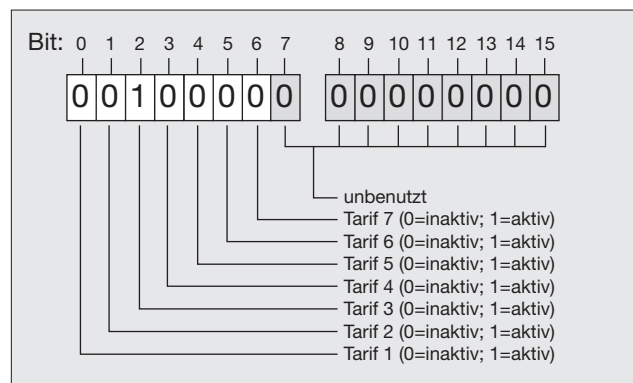 Bit: 0 1 2 3 4 5 6 7 8 9 10 11 12 13 14 15
0 0 1 0 0 0 0 0 0 0 0 0 0 0 0 0
unbenutzt
Tarif 7 (0=inaktiv; 1=aktiv)
Tarif 6 (0=inaktiv; 1=aktiv)
Tarif 5 (0=inaktiv; 1=aktiv)
Tarif 4 (0=inaktiv; 1=aktiv)
Tarif 3 (0=inaktiv; 1=aktiv)
Tarif 2 (0=inaktiv; 1=aktiv)
Tarif 1 (0=inaktiv; 1=aktiv)